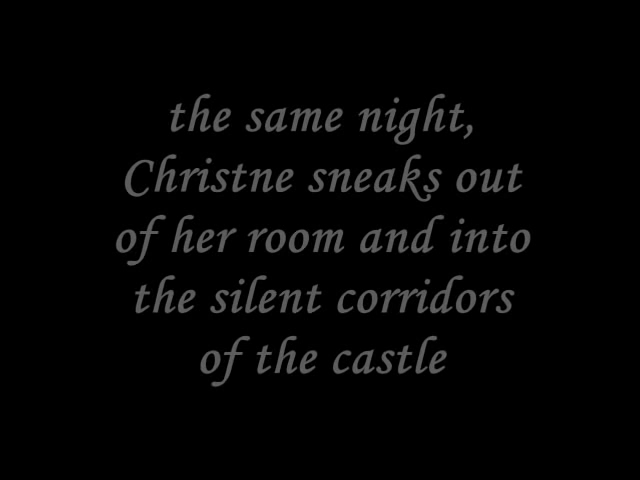 the same night,
Christne sneaks out
of her room and into
the silent corridors
of the castle